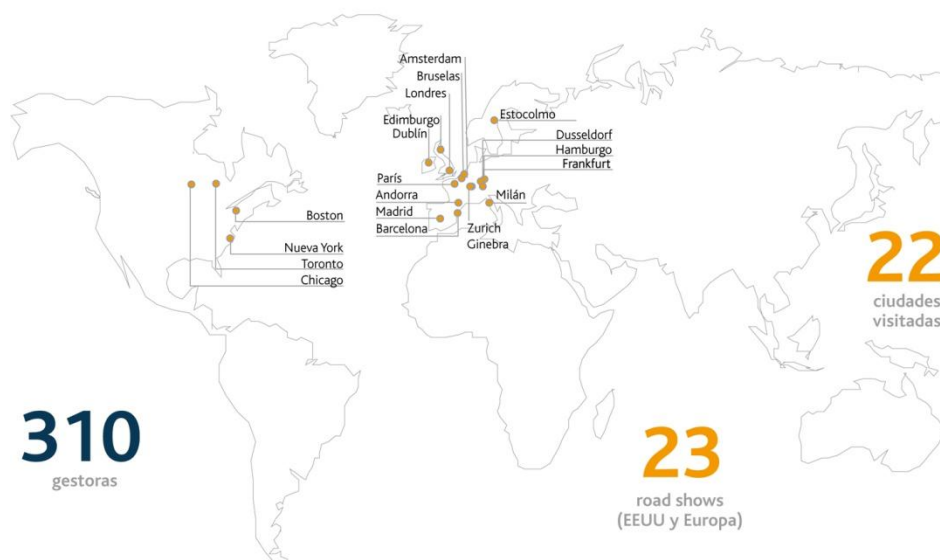 Amsterdam
Bruselas
Londres
Edimburgo
Dublín
Estocolmo
Dusseldorf
Hamburgo
Frankfurt
París
Andorra
Madrid
Barcelona
Milán
Zurich
Ginebra
Boston
Nueva York
Toronto
Chicago
22
ciudades
visitadas
310
gestoras
23
road shows
(EEUU y Europa)